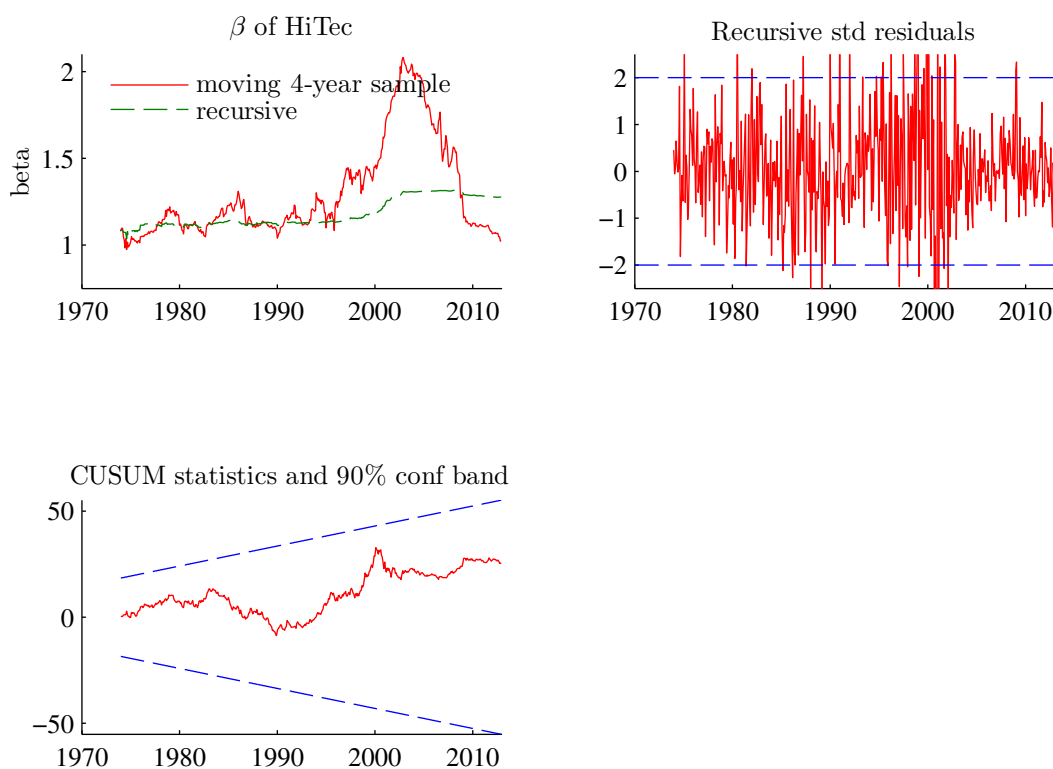 β of HiTec
2
1.5
1
beta
moving 4-year sample
recursive
1970 1980 1990 2000 2010
Recursive std residuals
2
1
0
−1
−2
1970 1980 1990 2000 2010
CUSUM statistics and 90% conf band
50
0
−50
1970 1980 1990 2000 2010